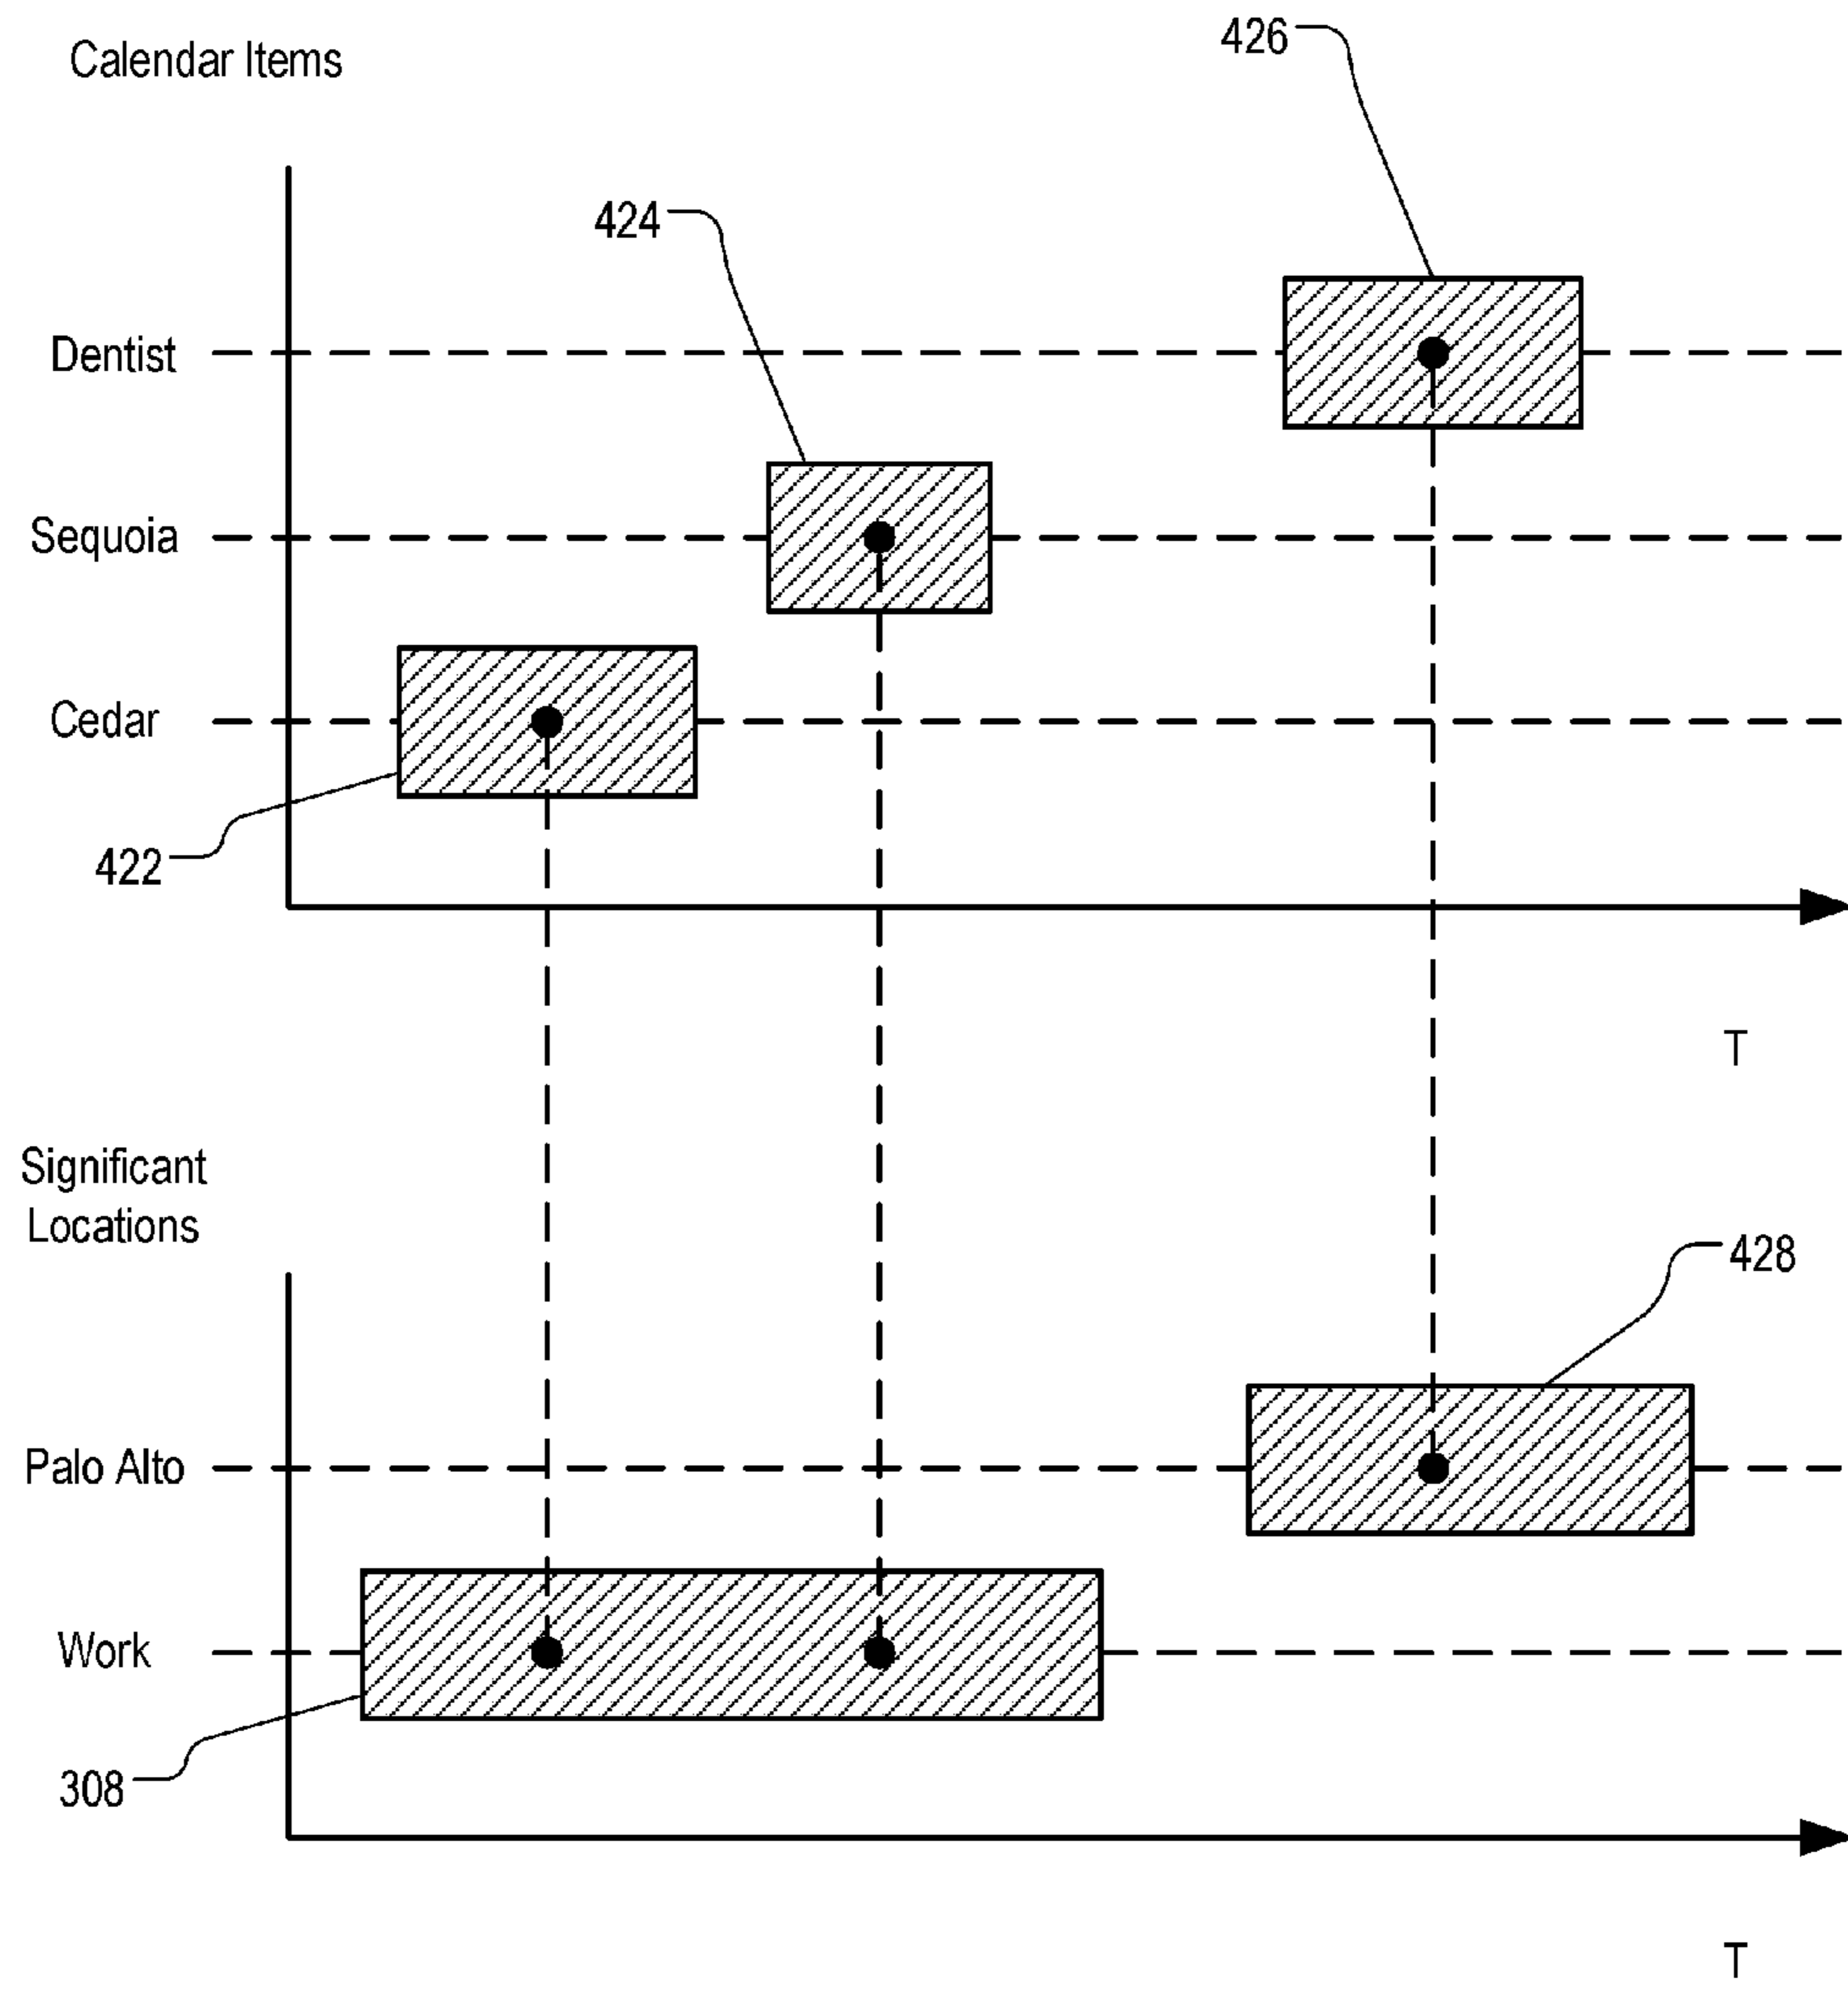 Calendar Items
426
424
Dentist
Sequoia
Cedar
422
T
Significant
Locations
428
Palo Alto
Work
308
T